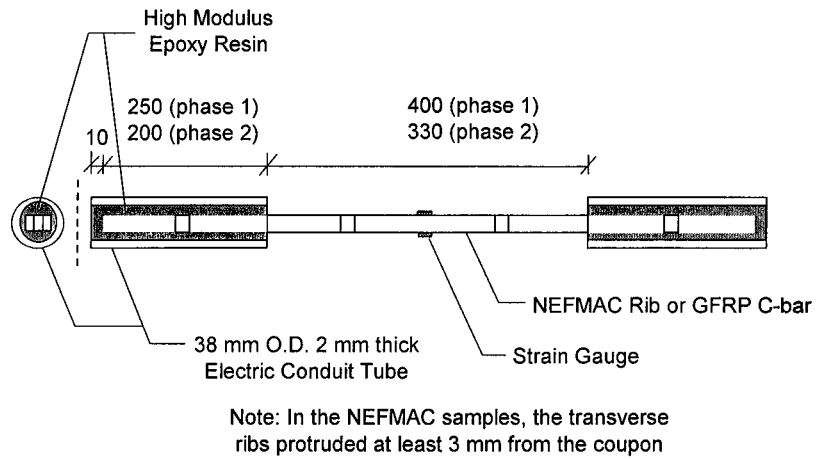 High Modulus
Epoxy Resin
250 (phase 1)
200 (phase 2)
10
400 (phase 1)
330 (phase 2)
NEFMAC Rib or GFRP C-bar
Strain Gauge
38 mm O.D. 2 mm thick
Electric Conduit Tube
Note: In the NEFMAC samples, the transverse
ribs protruded at least 3 mm from the coupon